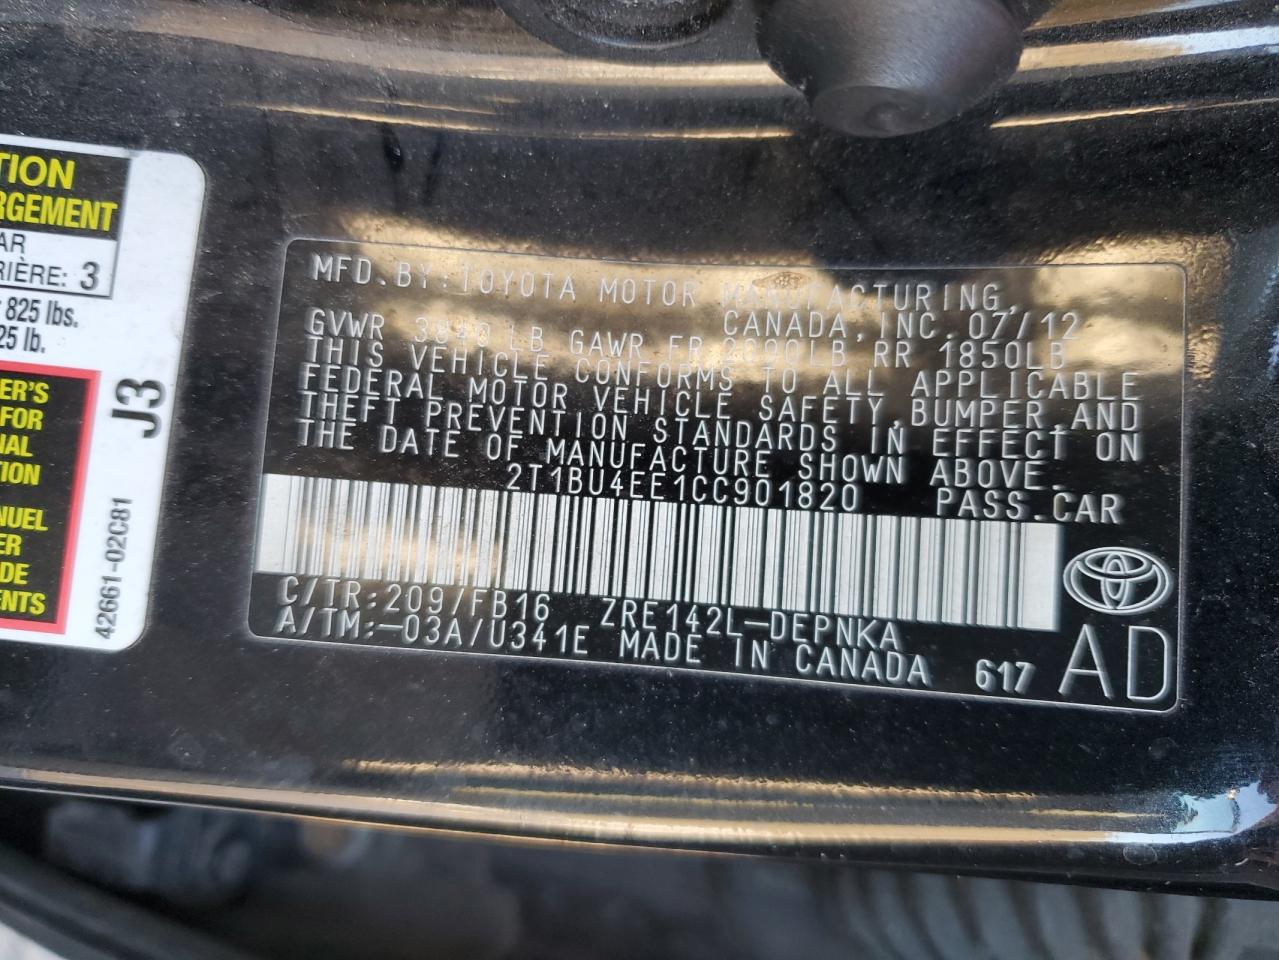 TION
RGEMENT
AR
RIÈRE: 3
825 lbs.
25 lb.
ER'S
FOR
NAL
TION
NUEL
ER
DE
ENTS
J3
42661-02C81
MFD.BY:TOYOTA MOTOR MANUFACTURING,
CANADA,INC.07/12
GVWR 3840LB GAWR FR 2090LB RR 1850LB
THIS VEHICLE CONFORMS TO ALL APPLICABLE
FEDERAL MOTOR VEHICLE SAFETY,BUMPER,AND
THEFT PREVENTION STANDARDS IN EFFECT ON
THE DATE OF MANUFACTURE SHOWN ABOVE.
2T1BU4EE1CC901820 PASS.CAR
C/TR:209/FB16 ZRE142L-DEPNKA
A/TM:-03A/U341E MADE IN CANADA 617
AD